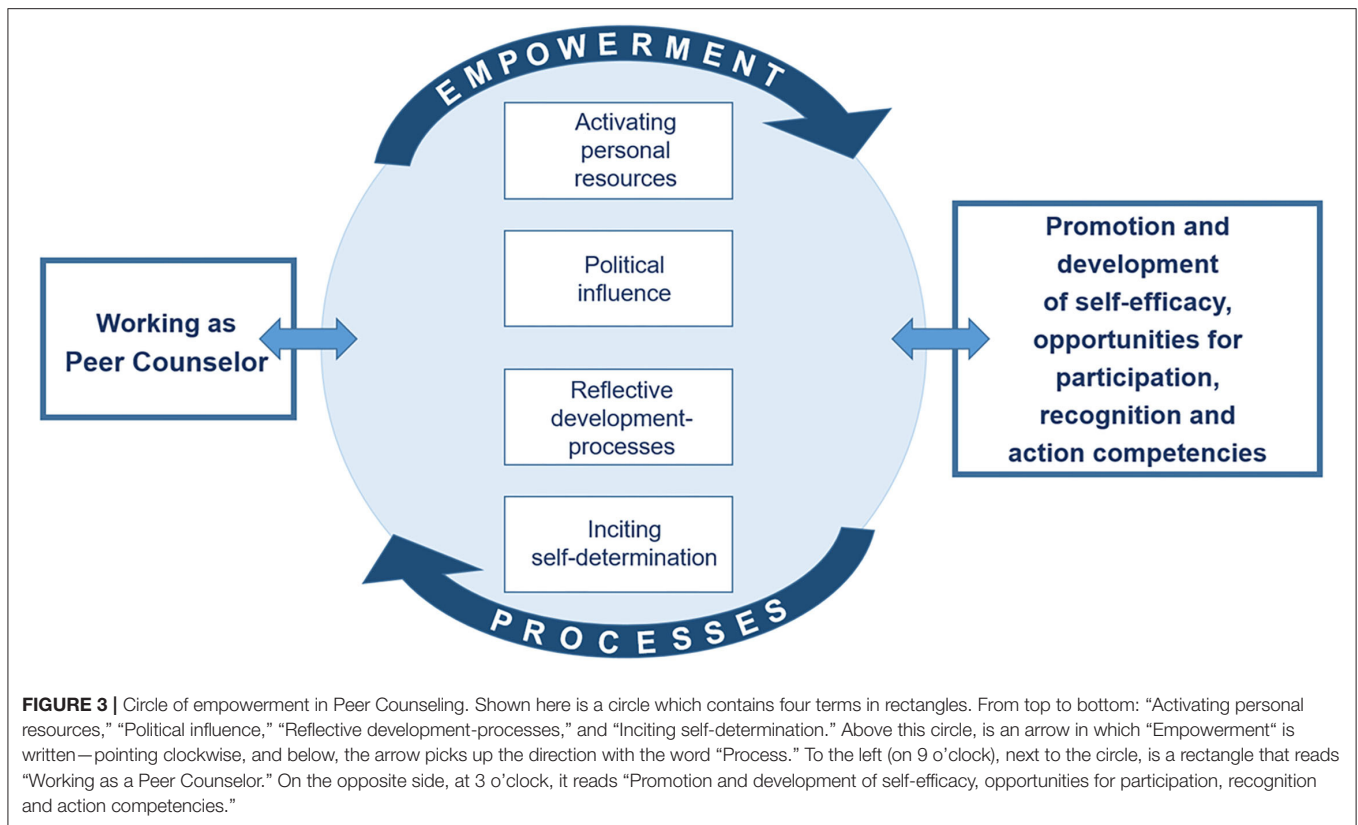 EMPOWERMENT
Activating
personal
resources
Political
influence
Reflective
development-
processes
Inciting
self-determination
PROCESSES
Working as
Peer Counselor
Promotion and
development
of self-efficacy,
opportunities for
participation,
recognition and
action competencies
FIGURE 3 | Circle of empowerment in Peer Counseling. Shown here is a circle which contains four terms in rectangles. From top to bottom: “Activating personal
resources,” “Political influence,” “Reflective development-processes,” and “Inciting self-determination.” Above this circle, is an arrow in which “Empowerment“ is
written—pointing clockwise, and below, the arrow picks up the direction with the word “Process.” To the left (on 9 o’clock), next to the circle, is a rectangle that reads
“Working as a Peer Counselor.” On the opposite side, at 3 o’clock, it reads “Promotion and development of self-efficacy, opportunities for participation, recognition
and action competencies.”